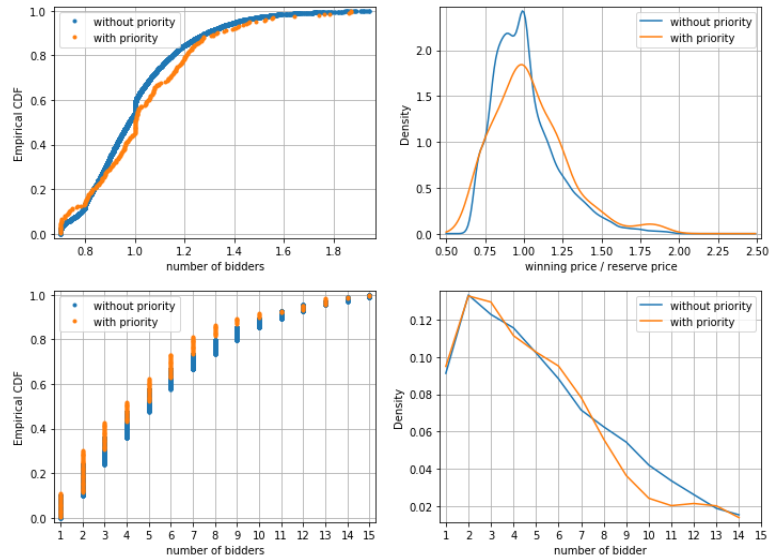 1.0
0.8
0.6
0.4
0.2
0.0
Empirical CDF
without priority
with priority
0.8 1.0 1.2 1.4 1.6 1.8
number of bidders
2.0
1.5
1.0
0.5
0.0
Density
without priority
with priority
0.50 0.75 1.00 1.25 1.50 1.75 2.00 2.25 2.50
winning price / reserve price
1.0
0.8
0.6
0.4
0.2
0.0
Empirical CDF
without priority
with priority
1 2 3 4 5 6 7 8 9 10 11 12 13 14 15
number of bidders
0.12
0.10
0.08
0.06
0.04
0.02
Density
without priority
with priority
1 2 3 4 5 6 7 8 9 10 11 12 13 14 15
number of bidder